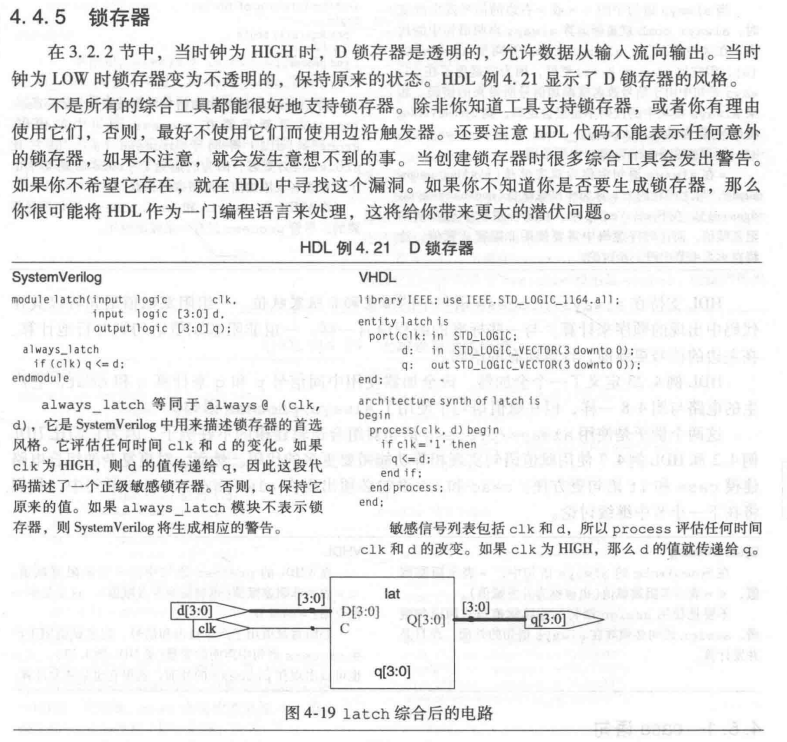 4.4.5 锁存器
在 3.2.2 节中，当时钟为 HIGH 时，D 锁存器是透明的，允许数据从输入流向输出。当时
钟为 LOW 时锁存器变为不透明的，保持原来的状态。HDL 例 4.21 显示了 D 锁存器的风格。
不是所有的综合工具都能很好地支持锁存器。除非你知道工具支持锁存器，或者你有理由
使用它们，否则，最好不使用它们而使用边沿触发器。还要注意 HDL 代码不能表示任何意外
的锁存器，如果不注意，就会发生意想不到的事。当创建锁存器时很多综合工具会发出警告。
如果你不希望它存在，就在 HDL 中寻找这个漏洞。如果你不知道你是否要生成锁存器，那么
你很可能将 HDL 作为一门编程语言来处理，这将给你带来更大的潜伏问题。
HDL 例 4.21 D 锁存器
SystemVerilog
module latch(input logic clk,
input logic [3:0] d,
output logic [3:0] q);
always_latch
if (clk) q <= d;
endmodule
always_latch 等同于 always@ (clk,
d)，它是 SystemVerilog 中用来描述锁存器的首选
风格。它评估任何时间 clk 或 d 的改变。如果
clk 为 HIGH，则 d 的值传递给 q，因此这段代
码描述了一个正级敏感锁存器。否则，q 保持它
原来的值。如果 always_latch 模块不表示锁
存器，则 SystemVerilog 将生成相应的警告。
VHDL
library IEEE; use IEEE.STD_LOGIC_1164.all;
entity latch is
port(clk: in STD_LOGIC;
d: in STD_LOGIC_VECTOR(3 downto 0);
q: out STD_LOGIC_VECTOR(3 downto 0));
end;
architecture synth of latch is
begin
process(clk, d) begin
if clk = '1' then
q <= d;
end if;
end process;
end;
敏感信号列表包括 clk 和 d，所以 process 评估任何时间
clk 和 d 的改变。如果 clk 为 HIGH，那么 d 的值就传递给 q。
lat
d[3:0]
[3:0]
D[3:0]
Q[3:0]
[3:0]
q[3:0]
clk
C
q[3:0]
图 4-19 latch 综合后的电路